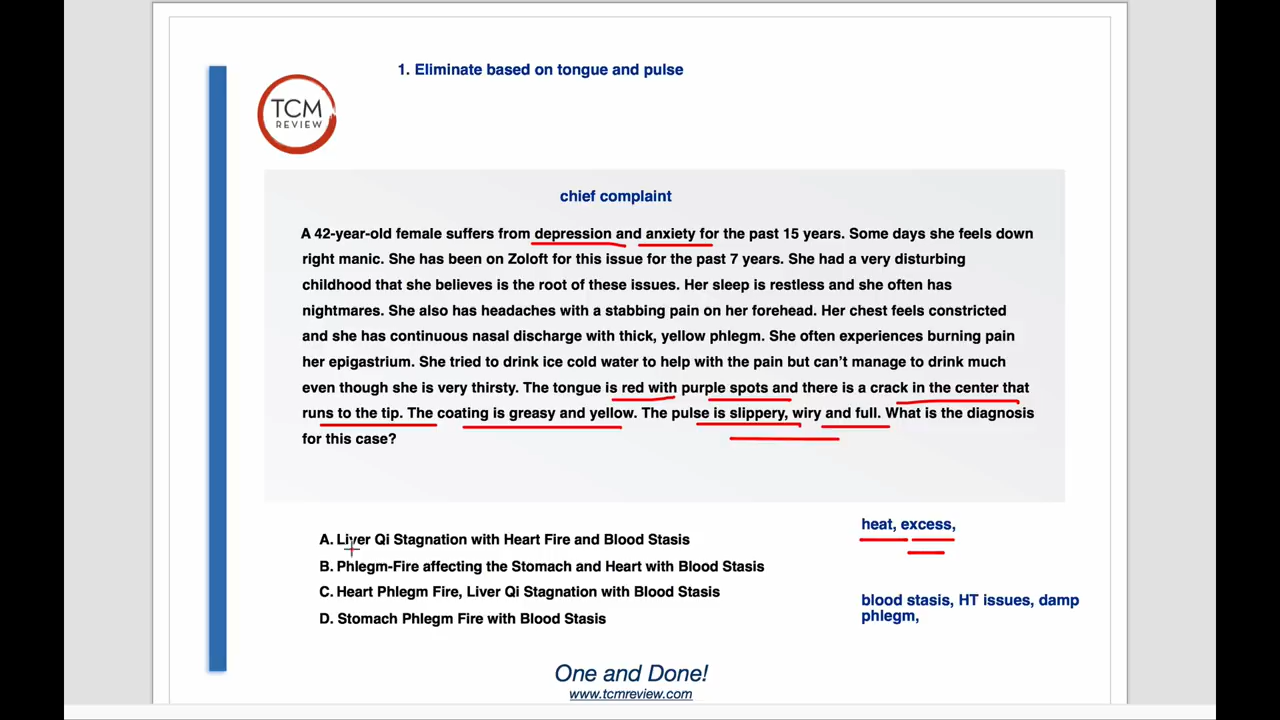 1. Eliminate based on tongue and pulse
TCM
REVIEW
chief complaint
A 42-year-old female suffers from depression and anxiety for the past 15 years. Some days she feels down
right manic. She has been on Zoloft for this issue for the past 7 years. She had a very disturbing
childhood that she believes is the root of these issues. Her sleep is restless and she often has
nightmares. She also has headaches with a stabbing pain on her forehead. Her chest feels constricted
and she has continuous nasal discharge with thick, yellow phlegm. She often experiences burning pain
her epigastrium. She tried to drink ice cold water to help with the pain but can’t manage to drink much
even though she is very thirsty. The tongue is red with purple spots and there is a crack in the center that
runs to the tip. The coating is greasy and yellow. The pulse is slippery, wiry and full. What is the diagnosis
for this case?
A. Liver Qi Stagnation with Heart Fire and Blood Stasis
B. Phlegm-Fire affecting the Stomach and Heart with Blood Stasis
C. Heart Phlegm Fire, Liver Qi Stagnation with Blood Stasis
D. Stomach Phlegm Fire with Blood Stasis
heat, excess,
blood stasis, HT issues, damp
phlegm,
One and Done!
www.tcmreview.com